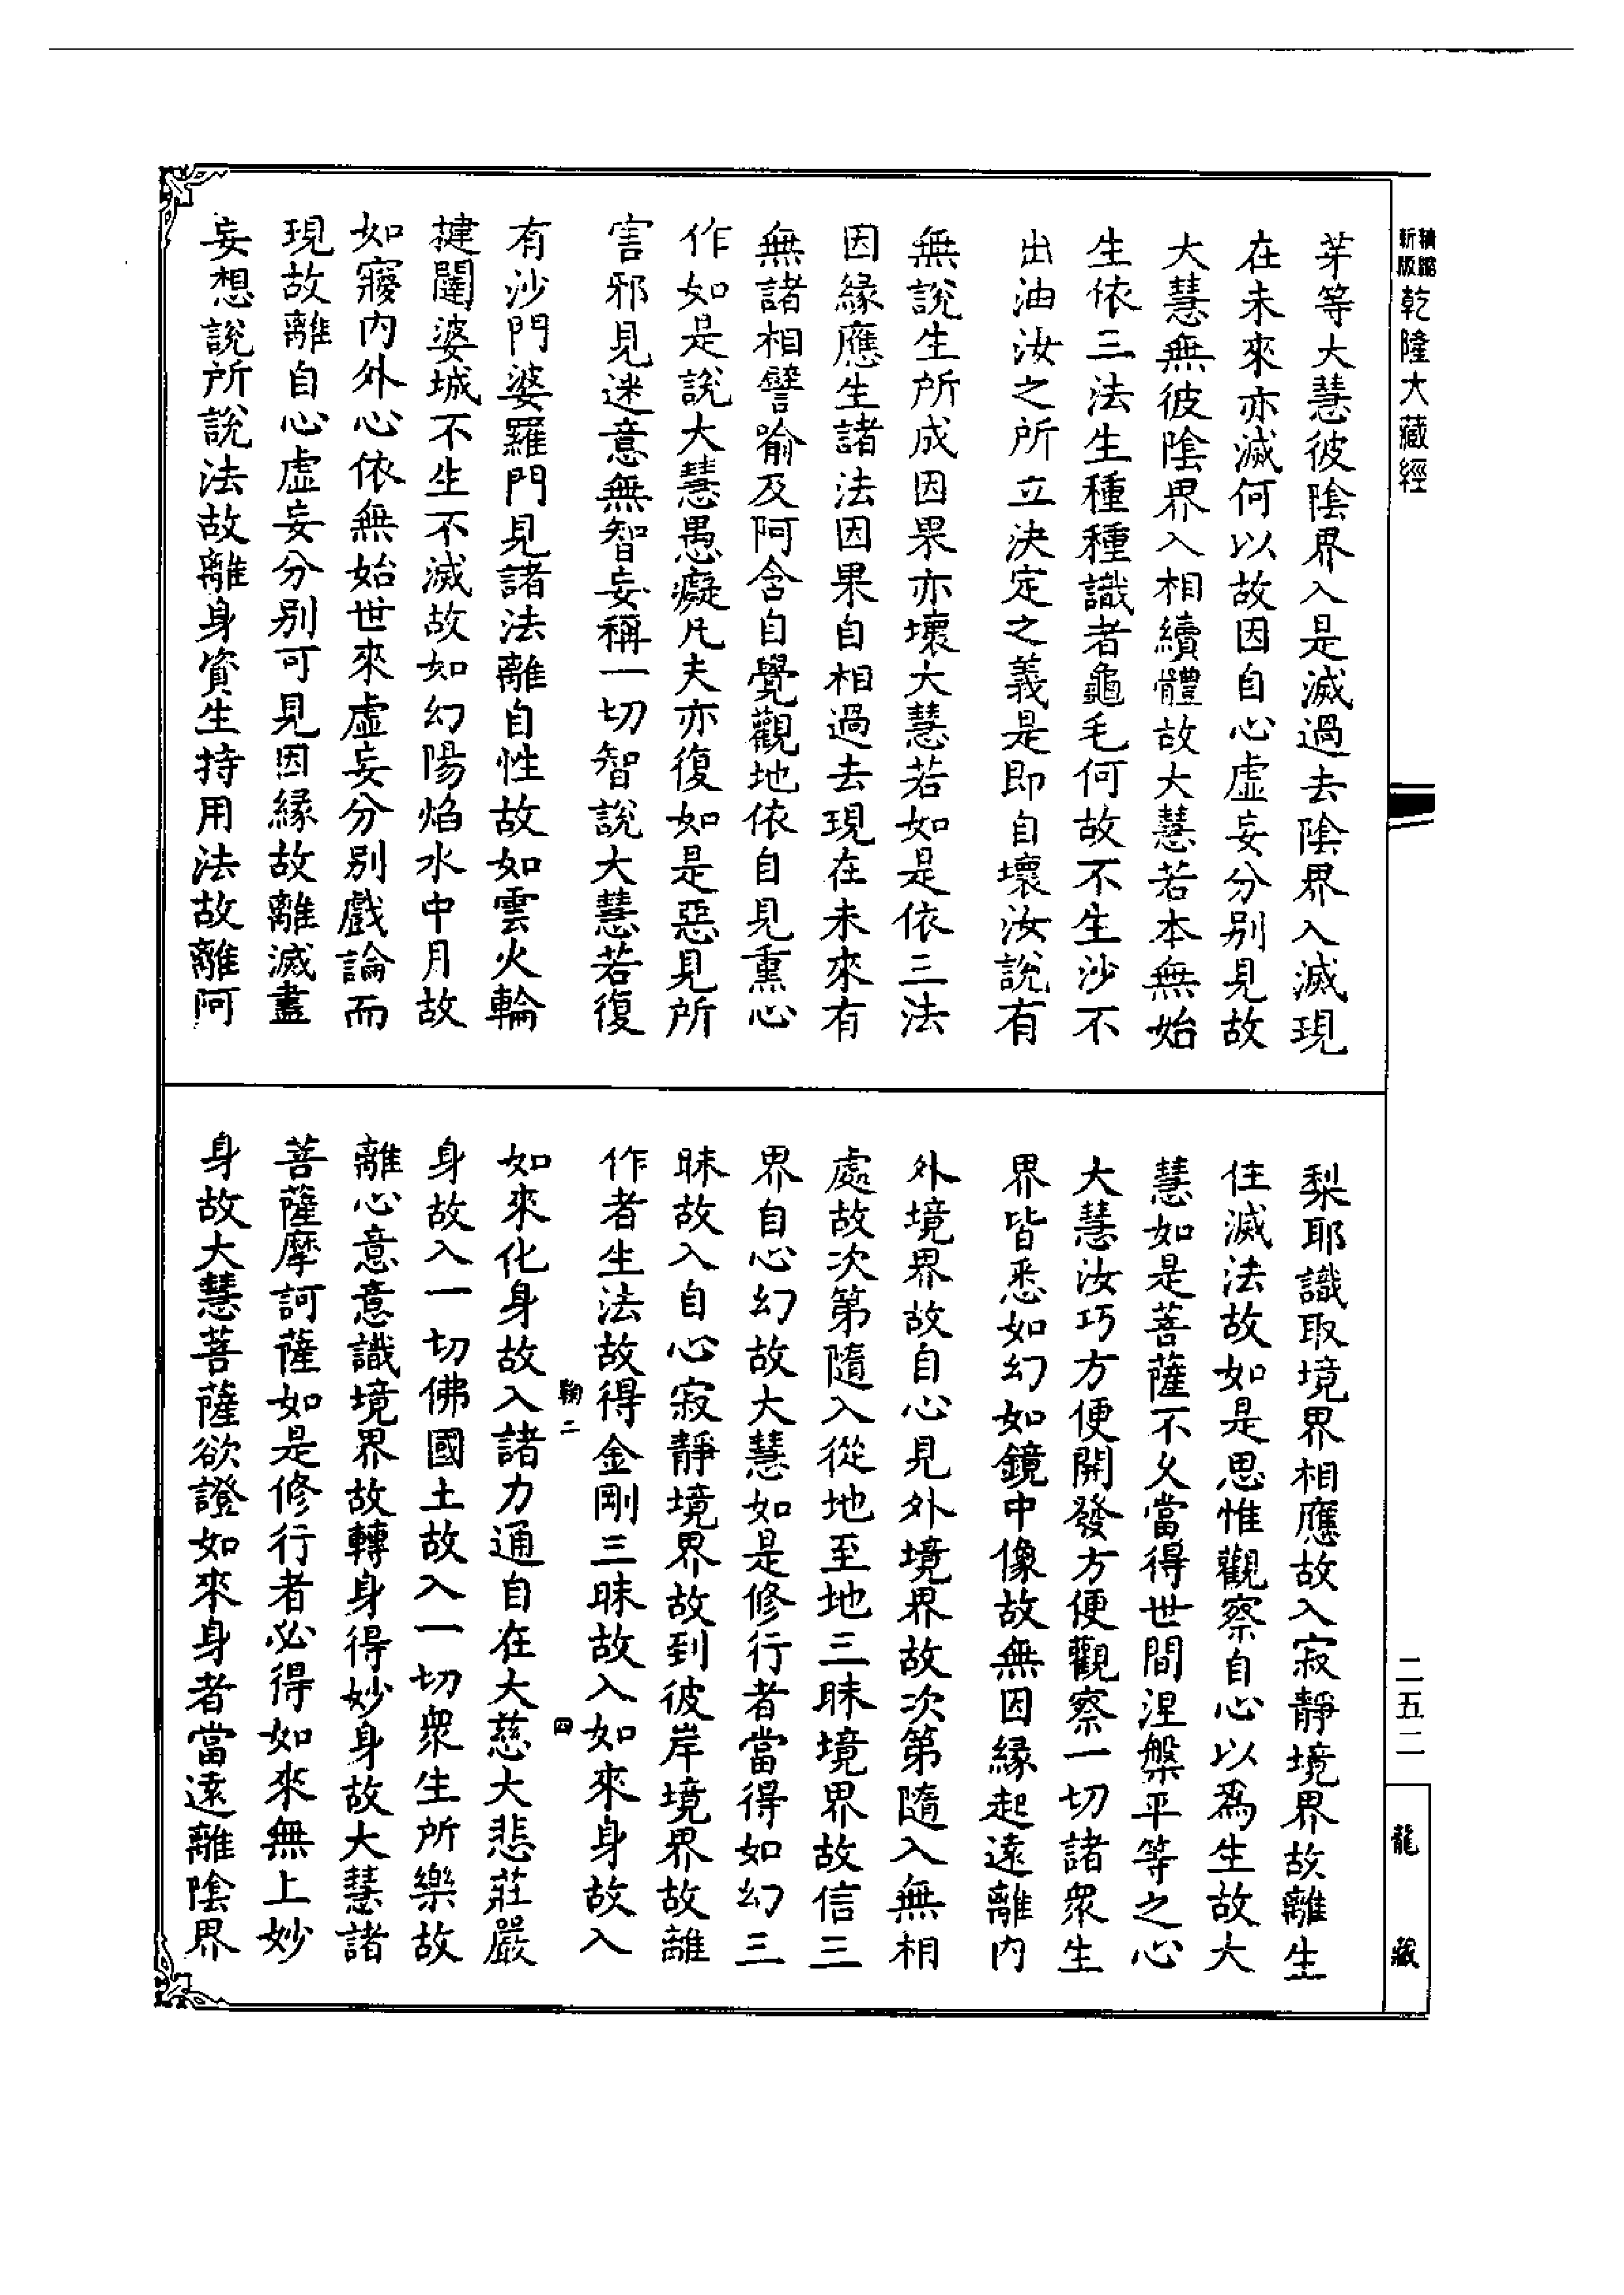 新版 精縮 乾隆大藏經
芽等大慧彼陰界入是滅過去陰界入滅現
在未來亦滅何以故因自心虛妄分别見故
大慧無彼陰界入相續體故大慧若本無始
生依三法生種種識者龜毛何故不生沙不
出油汝之所立決定之義是即自壞汝說有
無說生所成因果亦壞大慧若如是依三法
因緣應生諸法因果自相過去現在未來有
無諸相譬喻及阿含自覺觀地依自見熏心
作如是說大慧愚癡凡夫亦復如是惡見所
害邪見迷意無智妄稱一切智說大慧若復
有沙門婆羅門見諸法離自性故如雲火輪
揵闥婆城不生不滅故如幻陽焰水中月故
如寢内外心依無始世來虛妄分别戲論而
現故離自心虛妄分别可見因緣故離滅盡
妄想說所說法故離身資生持用法故離阿
梨耶識取境界相應故入寂靜境界故離生
住滅法故如是思惟觀察自心以為生故大
慧如是菩薩不久當得世間涅槃平等之心
大慧汝巧方便開發方便觀察一切諸衆生
界皆悉如幻如鏡中像故無因緣起遠離内
外境界故自心見外境界故次第隨入無相
處故次第隨入從地至地三昧境界故信三
界自心幻故大慧如是修行者當得如幻三
昧故入自心寂靜境界故到彼岸境界故離
作者生法故得金剛三昧故入如來身故入
鞠二 四
如來化身故入諸力通自在大慈大悲莊嚴
身故入一切佛國土故入一切衆生所樂故
離心意意識境界故轉身得妙身故大慧諸
菩薩摩訶薩如是修行者必得如來無上妙
身故大慧菩薩欲證如來身者當遠離陰界
二五二
龍藏